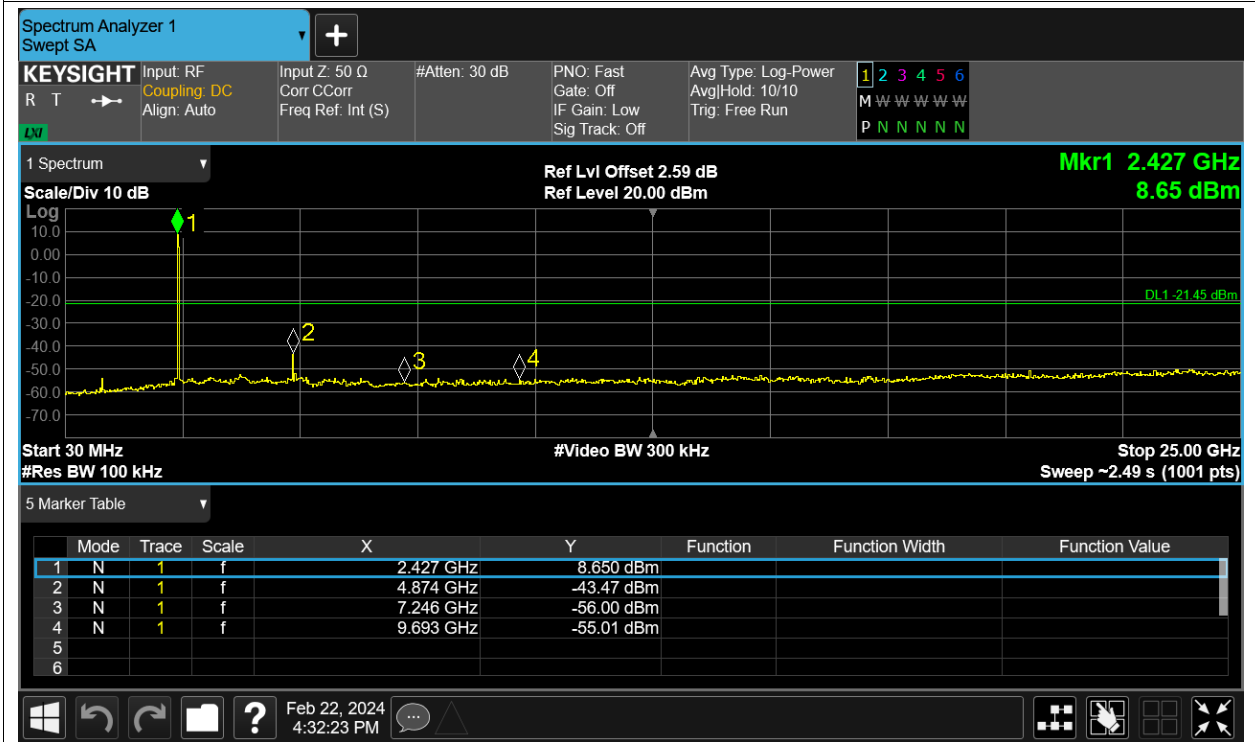 Spectrum Analyzer 1
Swept SA
KEYSIGHT
R T
LXI
Input: RF
Coupling: DC
Align: Auto
Input Z: 50 Ω
Corr CCorr
Freq Ref: Int (S)
#Atten: 30 dB
PNO: Fast
Gate: Off
IF Gain: Low
Sig Track: Off
Avg Type: Log-Power
Avg|Hold: 10/10
Trig: Free Run
1 2 3 4 5 6
M W W W W W
P N N N N N
1 Spectrum
Scale/Div 10 dB
Ref Lvl Offset 2.59 dB
Ref Level 20.00 dBm
Mkr1 2.427 GHz
8.65 dBm
Log
10.0
0.00
-10.0
-20.0
-30.0
-40.0
-50.0
-60.0
-70.0
1
2
3
4
DL1 -21.45 dBm
Start 30 MHz
#Res BW 100 kHz
#Video BW 300 kHz
Stop 25.00 GHz
Sweep ~2.49 s (1001 pts)
5 Marker Table
Mode Trace Scale X Y Function Function Width Function Value
1 N 1 f 2.427 GHz 8.650 dBm
2 N 1 f 4.874 GHz -43.47 dBm
3 N 1 f 7.246 GHz -56.00 dBm
4 N 1 f 9.693 GHz -55.01 dBm
5
6
?
Feb 22, 2024
4:32:23 PM